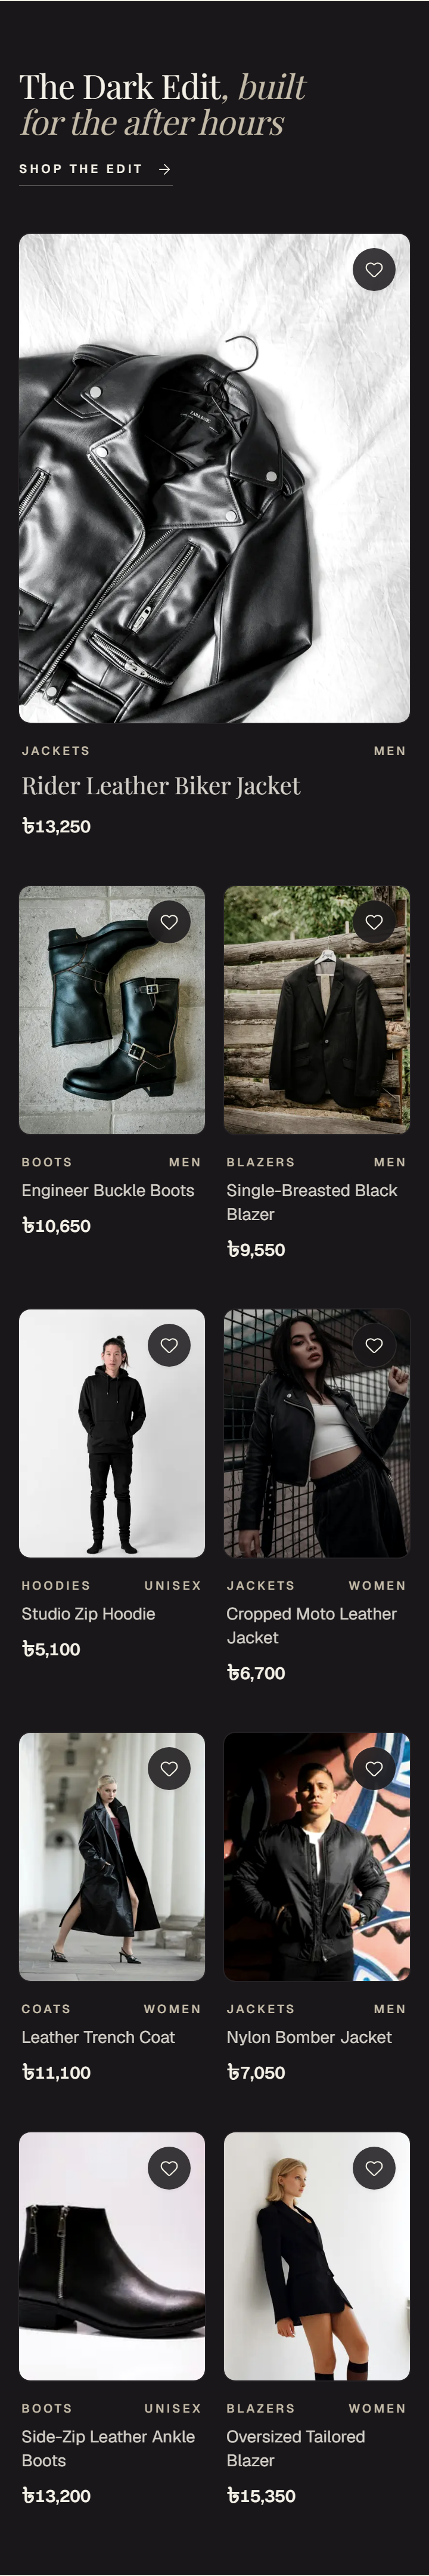 The Dark Edit, built
for the after hours
SHOP THE EDIT →
JACKETS MEN
Rider Leather Biker Jacket
৳13,250
BOOTS MEN
Engineer Buckle Boots
৳10,650
BLAZERS MEN
Single-Breasted Black
Blazer
৳9,550
HOODIES UNISEX
Studio Zip Hoodie
৳5,100
JACKETS WOMEN
Cropped Moto Leather
Jacket
৳6,700
COATS WOMEN
Leather Trench Coat
৳11,100
JACKETS MEN
Nylon Bomber Jacket
৳7,050
BOOTS UNISEX
Side-Zip Leather Ankle
Boots
৳13,200
BLAZERS WOMEN
Oversized Tailored
Blazer
৳15,350